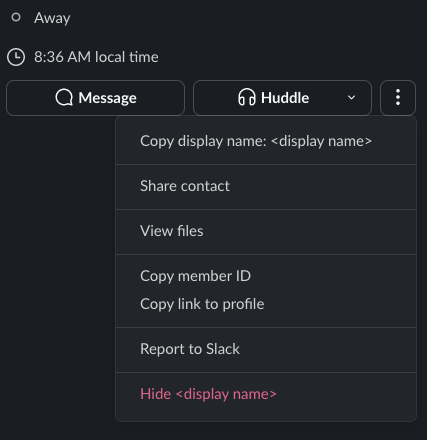 Away
8:36 AM local time
Message
Huddle
Copy display name: <display name>
Share contact
View files
Copy member ID
Copy link to profile
Report to Slack
Hide <display name>